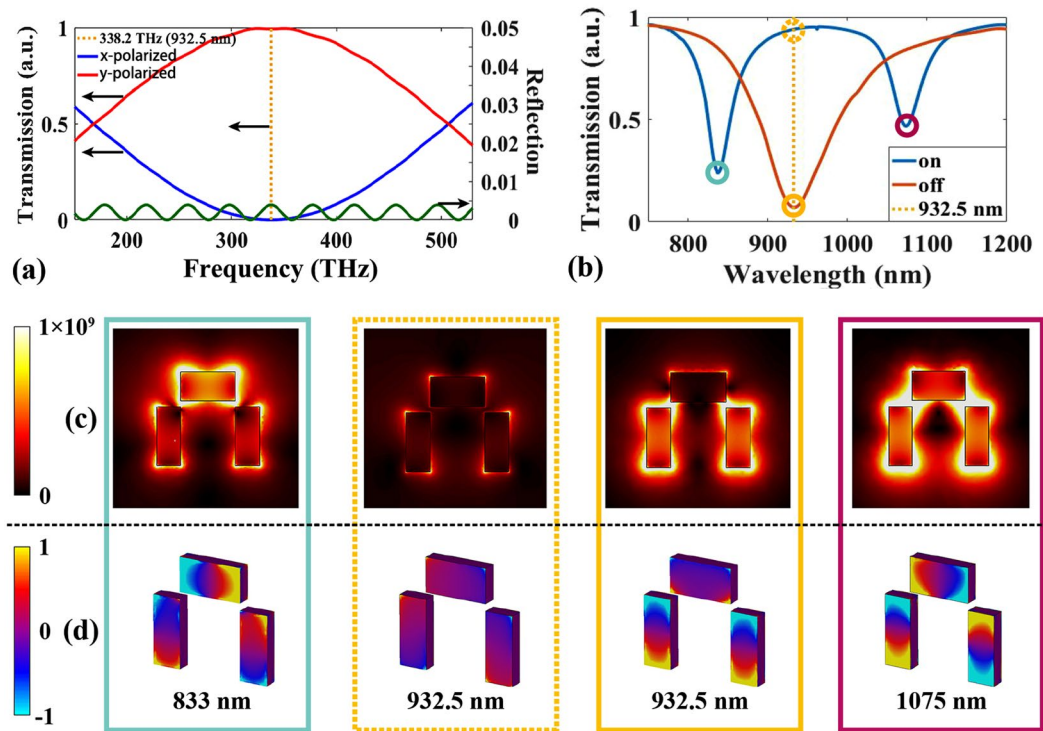 Transmission (a.u.)
1
0.5
0
338.2 THz (932.5 nm)
x-polarized
y-polarized
0.05
0.04
0.03
0.02
0.01
0
Reflection
200 300 400 500
Frequency (THz)
(a)
Transmission (a.u.)
1
0.5
0
on
off
932.5 nm
800 900 1000 1100 1200
Wavelength (nm)
(b)
1×10⁹
0
(c)
1
0
-1
(d)
833 nm
932.5 nm
932.5 nm
1075 nm